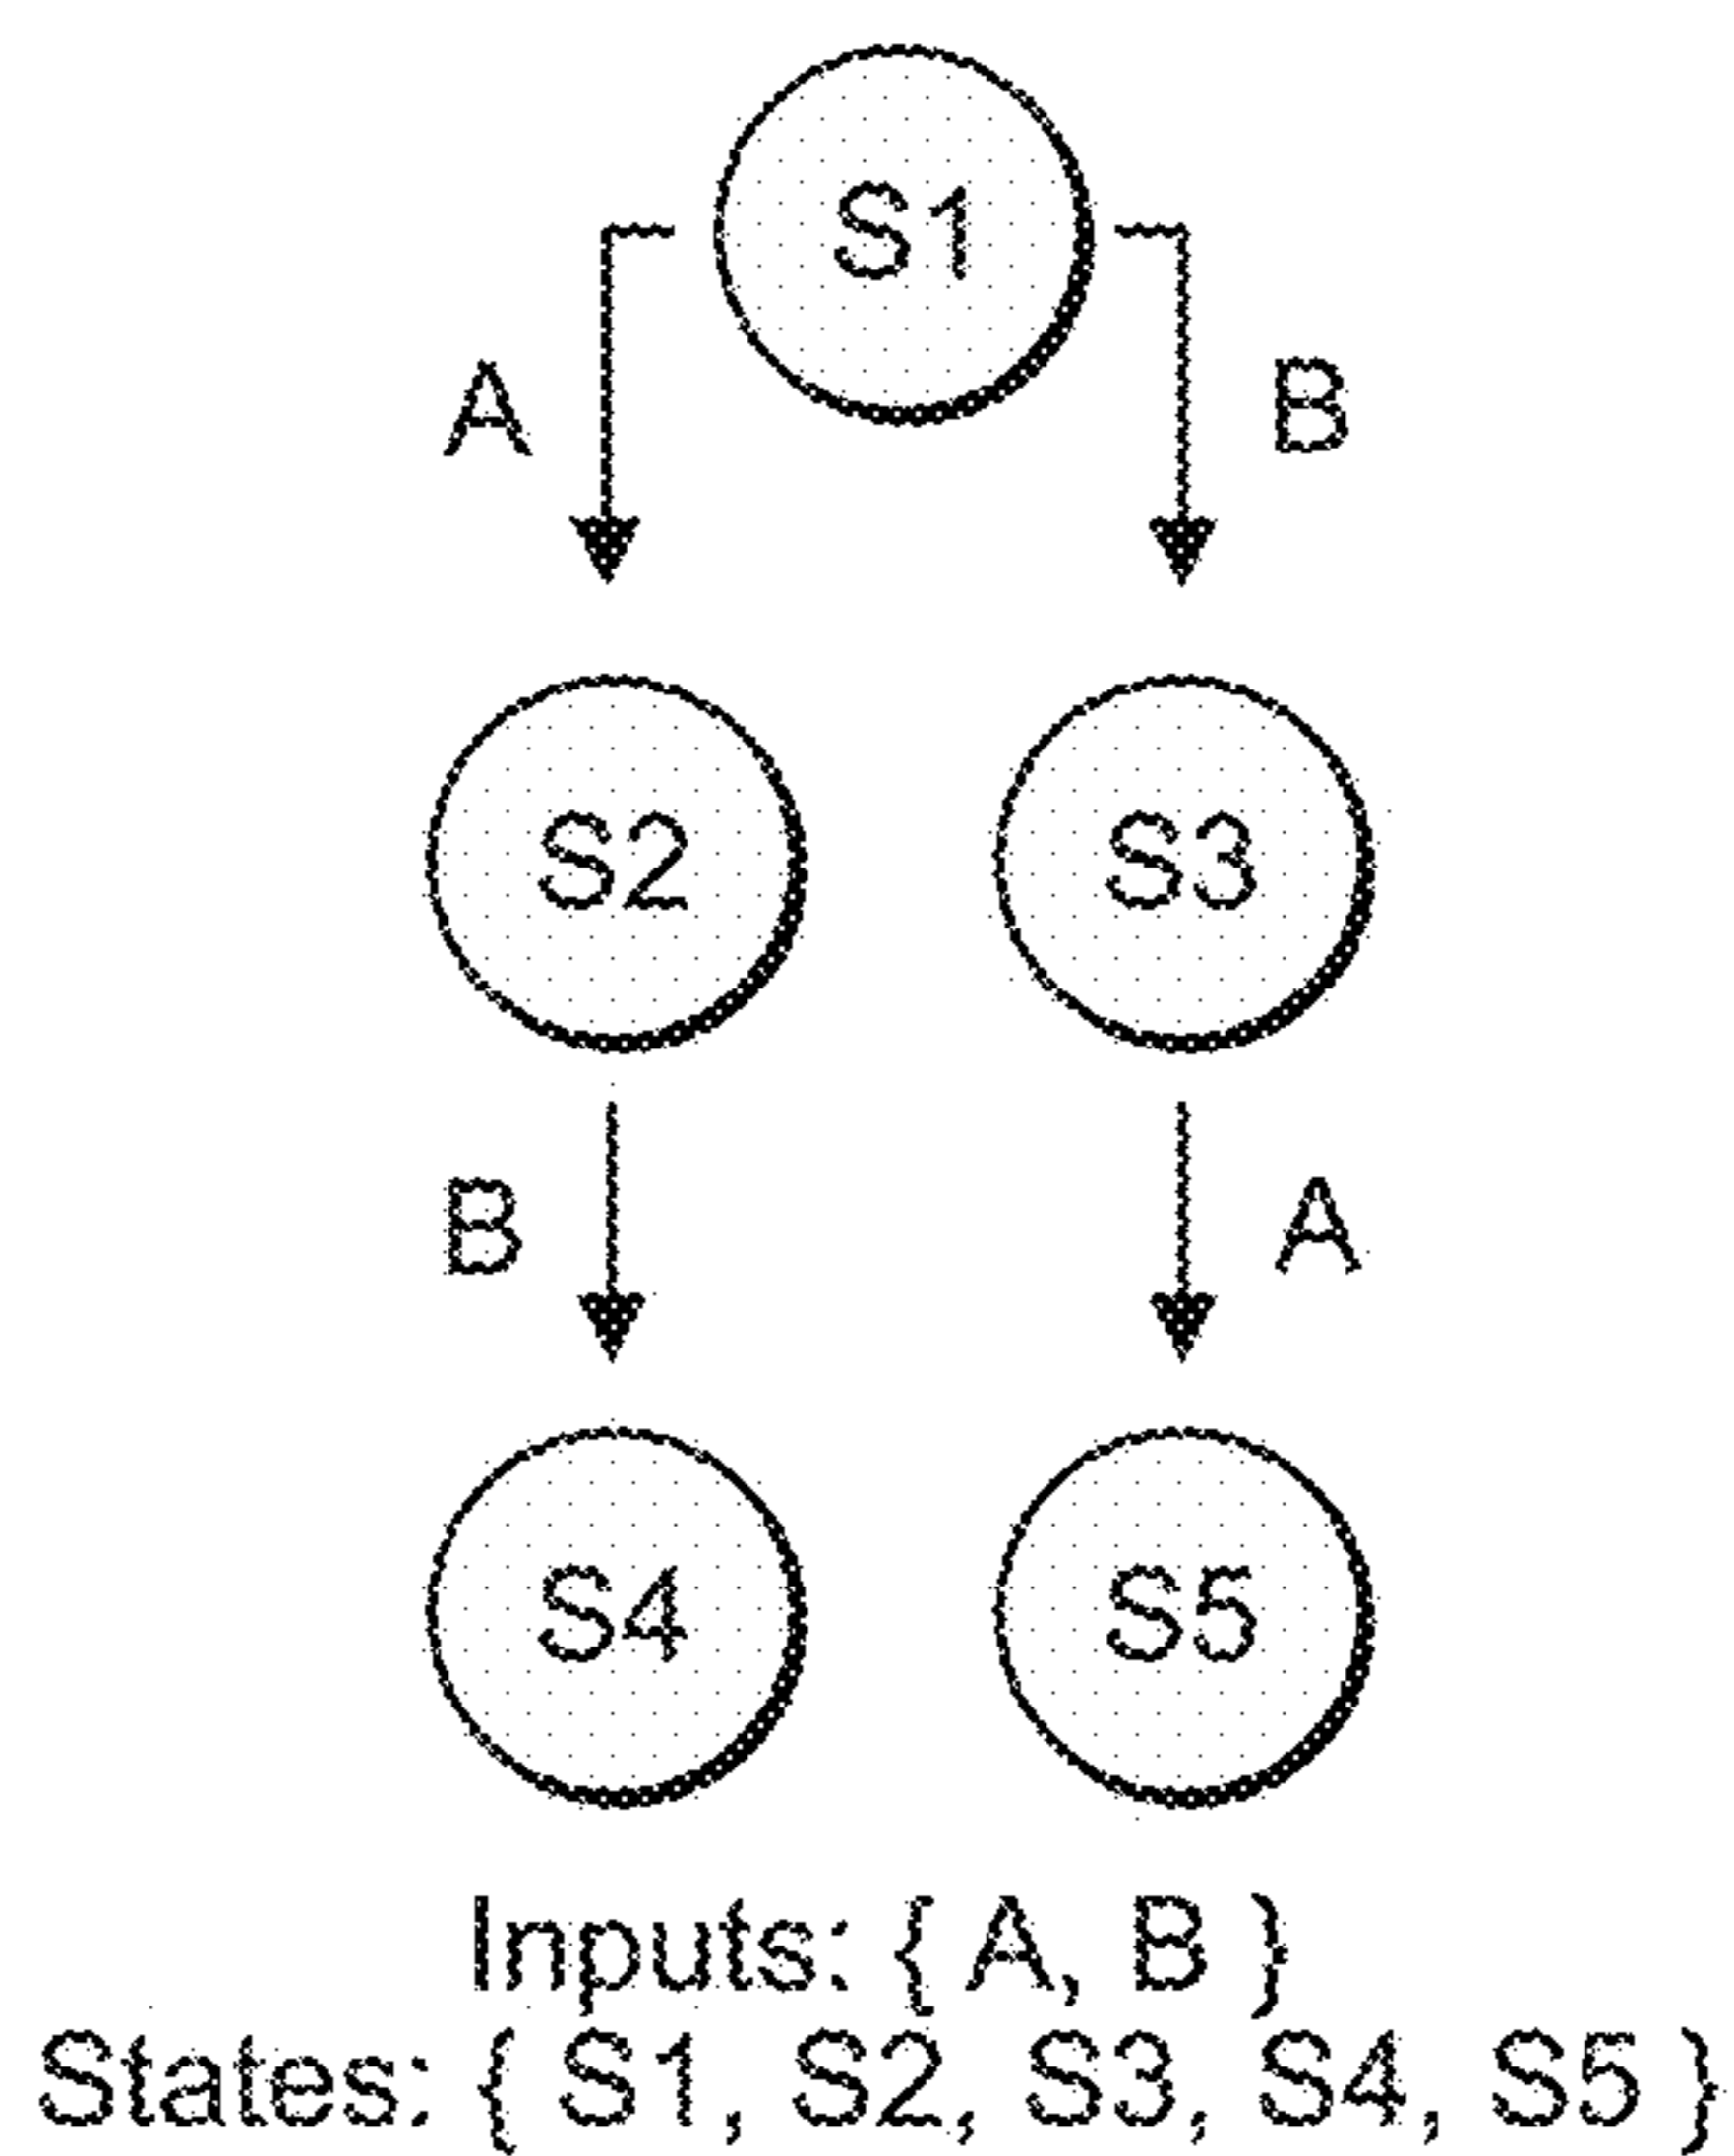 S1
A B
S2 S3
B A
S4 S5
Inputs: { A, B }
States: { S1, S2, S3, S4, S5 }